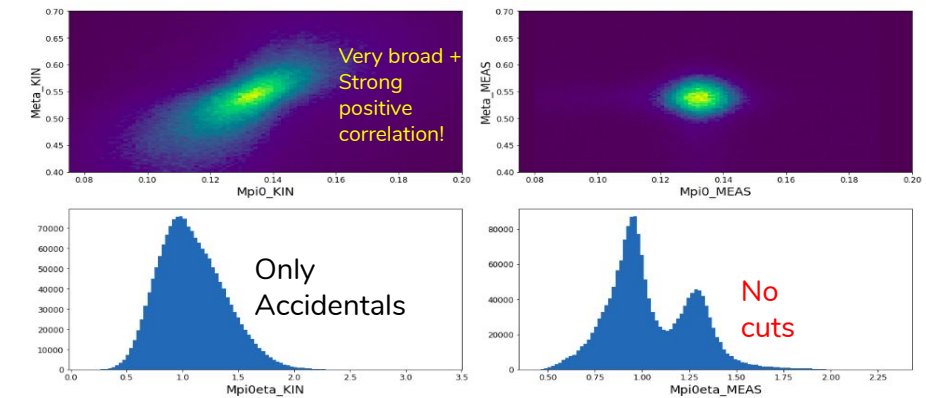 0.70
0.65
0.60
0.55
0.50
0.45
0.40
Meta_KIN
0.08 0.10 0.12 0.14 0.16 0.18 0.20
Mpi0_KIN
Very broad +
Strong
positive
correlation!
0.70
0.65
0.60
0.55
0.50
0.45
0.40
Meta_MEAS
0.08 0.10 0.12 0.14 0.16 0.18 0.20
Mpi0_MEAS
70000
60000
50000
40000
30000
20000
10000
0
0.0 0.5 1.0 1.5 2.0 2.5 3.0 3.5
Mpi0eta_KIN
Only
Accidentals
80000
60000
40000
20000
0
0.50 0.75 1.00 1.25 1.50 1.75 2.00 2.25
Mpi0eta_MEAS
No
cuts